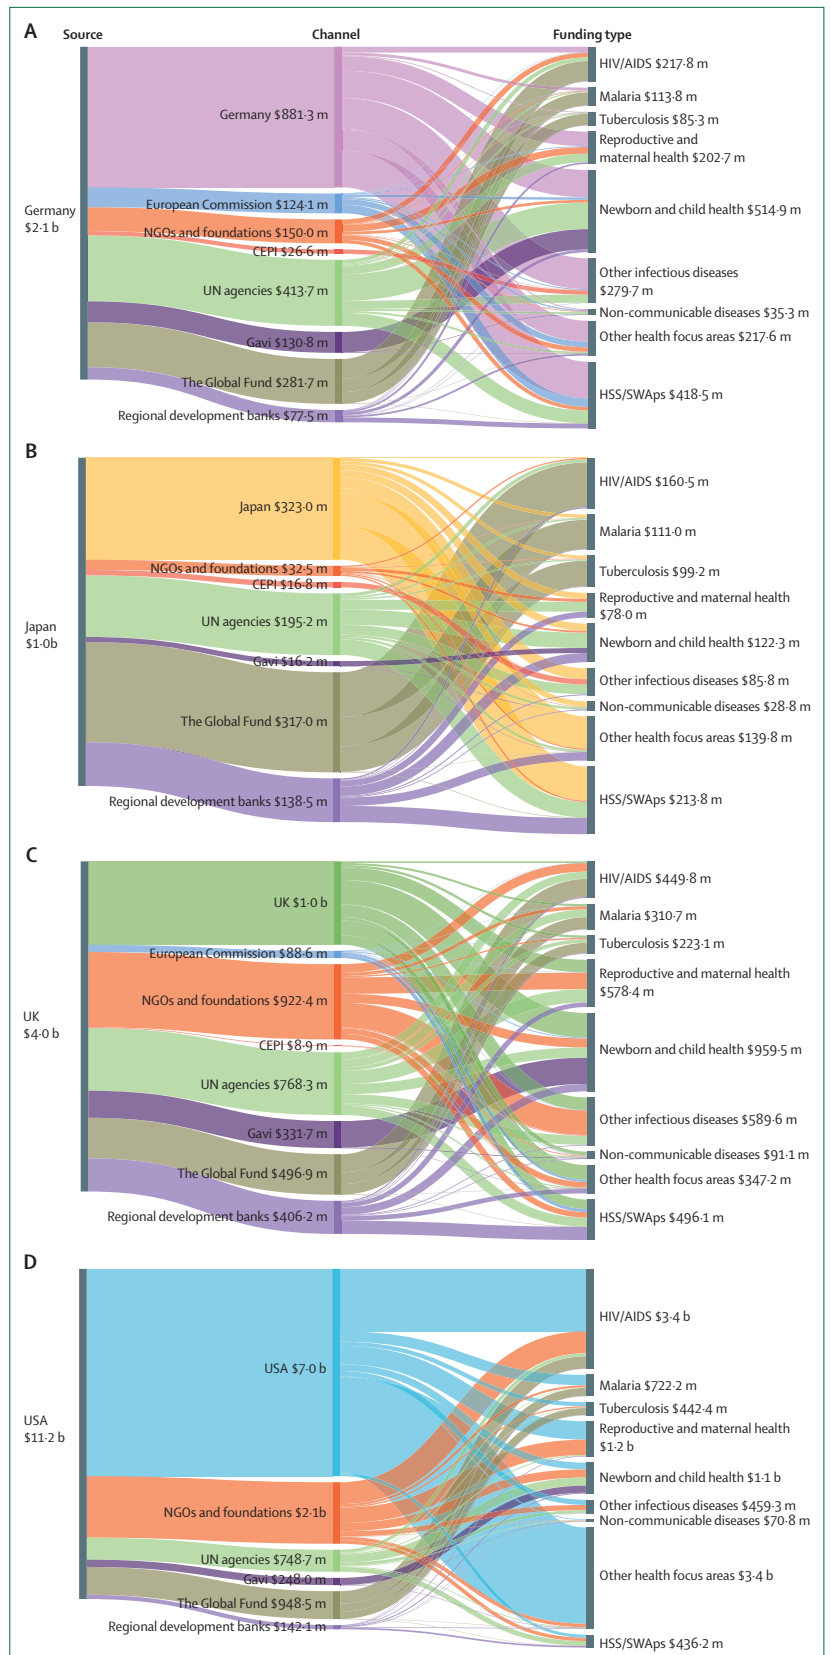 A
Source
Channel
Funding type
Germany
$2·1 b
Germany $881·3 m
European Commission $124·1 m
NGOs and foundations $150·0 m
CEPI $26·6 m
UN agencies $413·7 m
Gavi $130·8 m
The Global Fund $281·7 m
Regional development banks $77·5 m
HIV/AIDS $217·8 m
Malaria $113·8 m
Tuberculosis $85·3 m
Reproductive and
maternal health $202·7 m
Newborn and child health $514·9 m
Other infectious diseases
$279·7 m
Non-communicable diseases $35·3 m
Other health focus areas $217·6 m
HSS/SWAPs $418·5 m
B
Japan
$1·0b
Japan $323·0 m
NGOs and foundations $32·5 m
CEPI $16·8 m
UN agencies $195·2 m
Gavi $16·2 m
The Global Fund $317·0 m
Regional development banks $138·5 m
HIV/AIDS $160·5 m
Malaria $111·0 m
Tuberculosis $99·2 m
Reproductive and maternal health
$78·0 m
Newborn and child health $122·3 m
Other infectious diseases $85·8 m
Non-communicable diseases $28·8 m
Other health focus areas $139·8 m
HSS/SWAps $213·8 m
C
UK
$4·0 b
UK $1·0 b
European Commission $88·6 m
NGOs and foundations $922·4 m
CEPI $8·9 m
UN agencies $768·3 m
Gavi $331·7 m
The Global Fund $496·9 m
Regional development banks $406·2 m
HIV/AIDS $449·8 m
Malaria $310·7 m
Tuberculosis $223·1 m
Reproductive and maternal health
$578·4 m
Newborn and child health $959·5 m
Other infectious diseases $589·6 m
Non-communicable diseases $91·1 m
Other health focus areas $347·2 m
HSS/SWAPs $496·1 m
D
USA
$11·2 b
USA $7·0 b
NGOs and foundations $2·1b
UN agencies $748·7 m
Gavi $248·0 m
The Global Fund $948·5 m
Regional development banks $142·1 m
HIV/AIDS $3·4 b
Malaria $722·2 m
Tuberculosis $442·4 m
Reproductive and maternal health
$1·2 b
Newborn and child health $1·1 b
Other infectious diseases $459·3 m
Non-communicable diseases $70·8 m
Other health focus areas $3·4 b
HSS/SWAPs $436·2 m